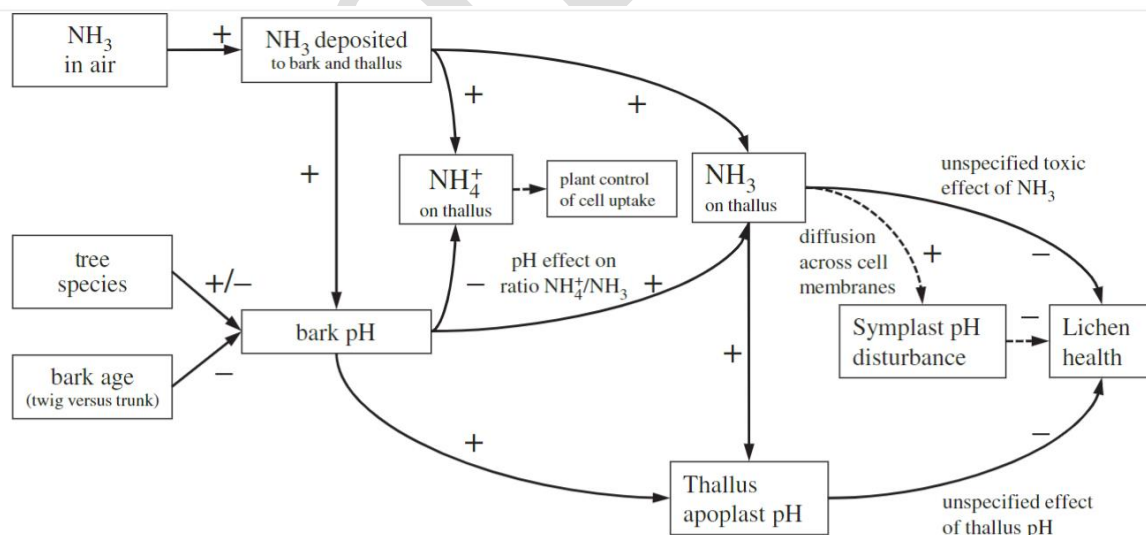 NH₃
in air
+
NH₃ deposited
to bark and thallus
+
+
+
NH₄⁺
on thallus
plant control
of cell uptake
NH₃
on thallus
unspecified toxic
effect of NH₃
diffusion
across cell
membranes
+
–
tree
species
+/–
bark pH
– pH effect on
ratio NH₄⁺/NH₃ +
bark age
(twig versus trunk)
–
+
+
Symplast pH
disturbance
–
Lichen
health
Thallus
apoplast pH
–
unspecified effect
of thallus pH